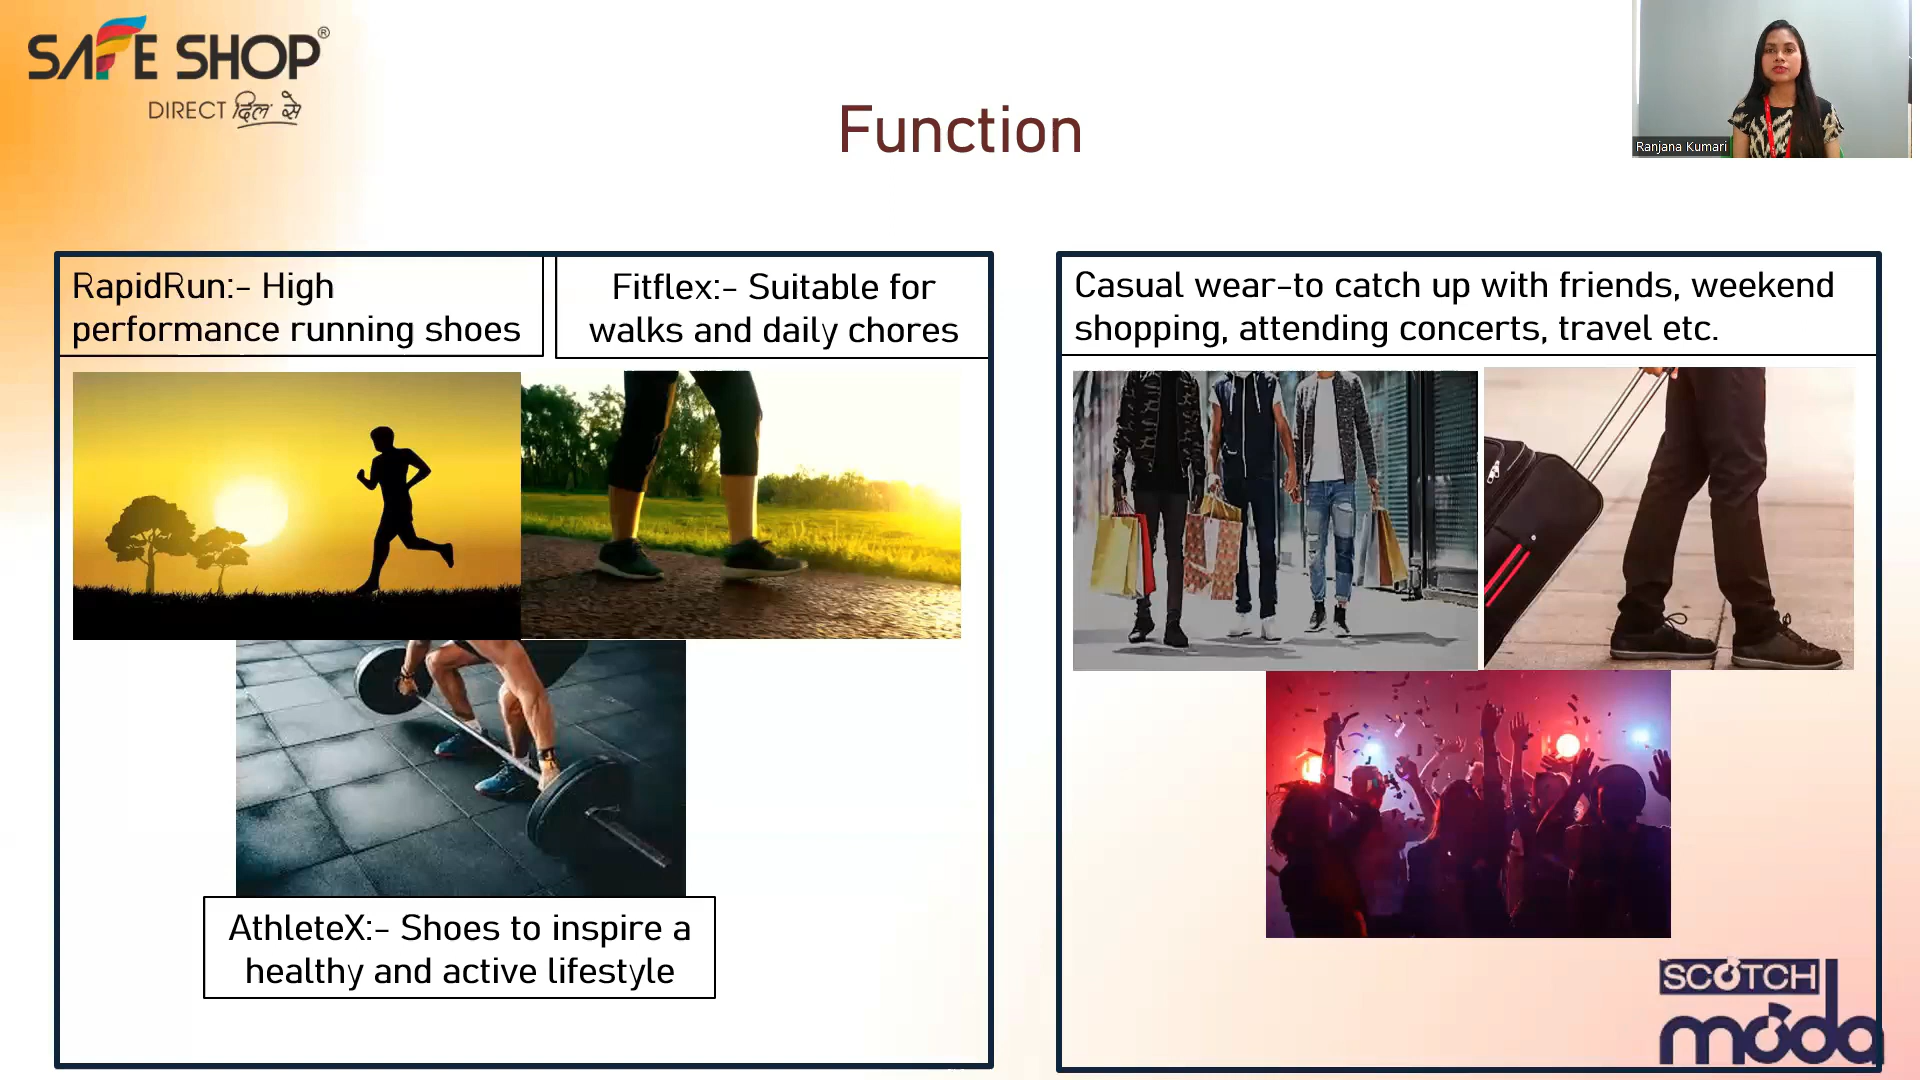 SAFE SHOP®
DIRECT दिल से
Function
Ranjana Kumari
RapidRun:- High
performance running shoes
Fitflex:- Suitable for
walks and daily chores
AthleteX:- Shoes to inspire a
healthy and active lifestyle
Casual wear-to catch up with friends, weekend
shopping, attending concerts, travel etc.
SCOTCH
moda